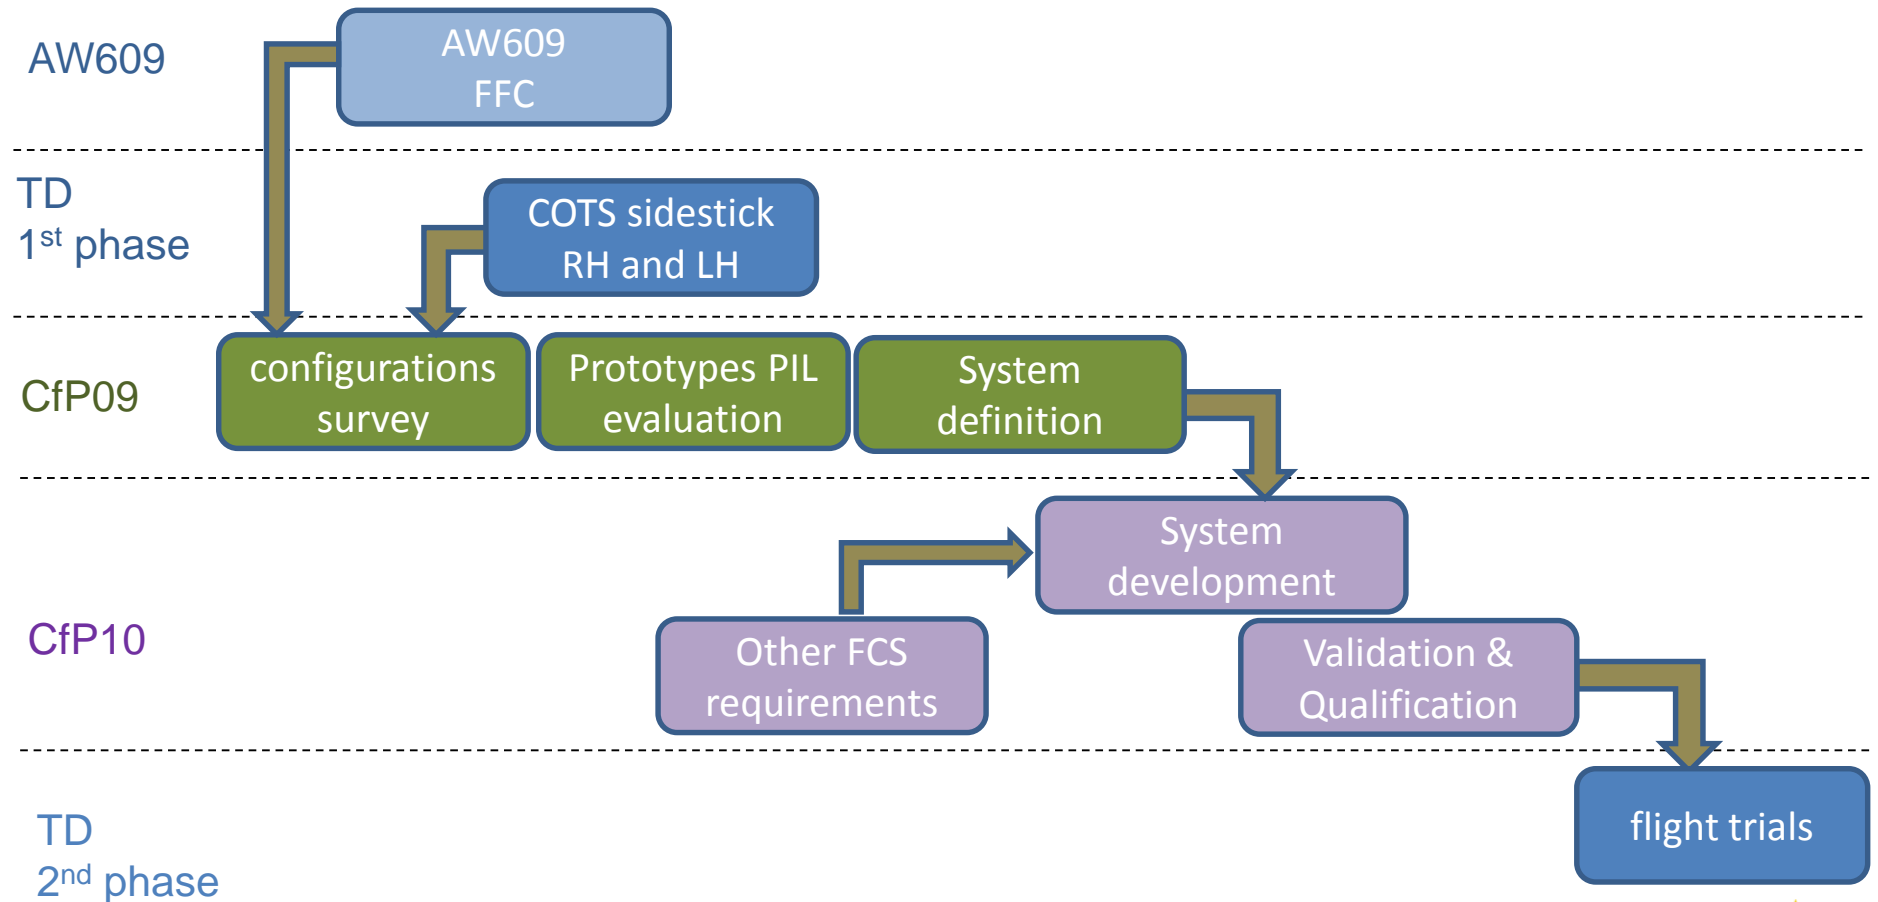 AW609
AW609
FFC
TD
1st phase
COTS sidestick
RH and LH
CfP09
configurations
survey
Prototypes PIL
evaluation
System
definition
CfP10
System
development
Other FCS
requirements
Validation &
Qualification
TD
2nd phase
flight trials